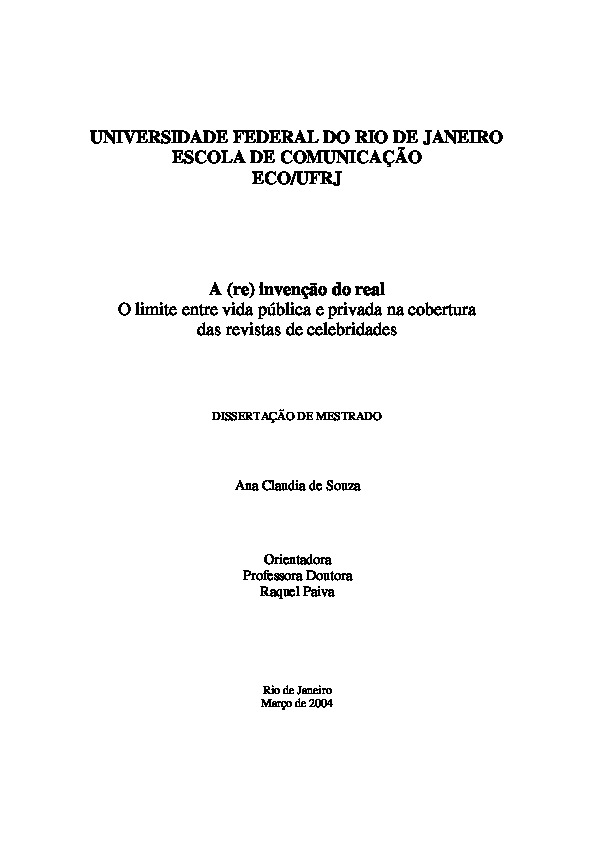 UNIVERSIDADE FEDERAL DO RIO DE JANEIRO
ESCOLA DE COMUNICAÇÃO
ECO/UFRJ
A (re) invenção do real
O limite entre vida pública e privada na cobertura
das revistas de celebridades
DISSERTAÇÃO DE MESTRADO
Ana Claudia de Souza
Orientadora
Professora Doutora
Raquel Paiva
Rio de Janeiro
Março de 2004